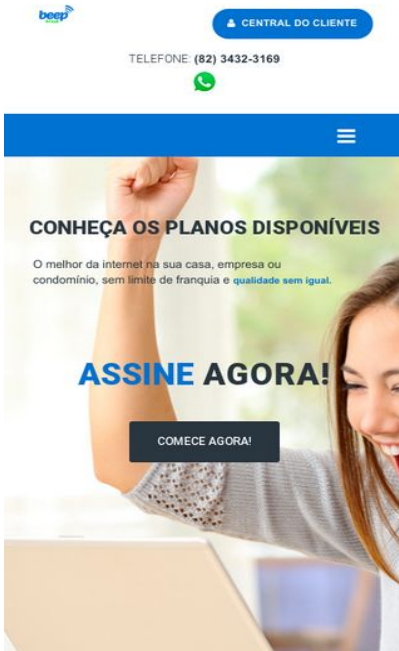 beep
CENTRAL DO CLIENTE
TELEFONE: (82) 3432-3169
CONHEÇA OS PLANOS DISPONÍVEIS
O melhor da internet na sua casa, empresa ou
condomínio, sem limite de franquia e qualidade sem igual.
ASSINE AGORA!
COMECE AGORA!